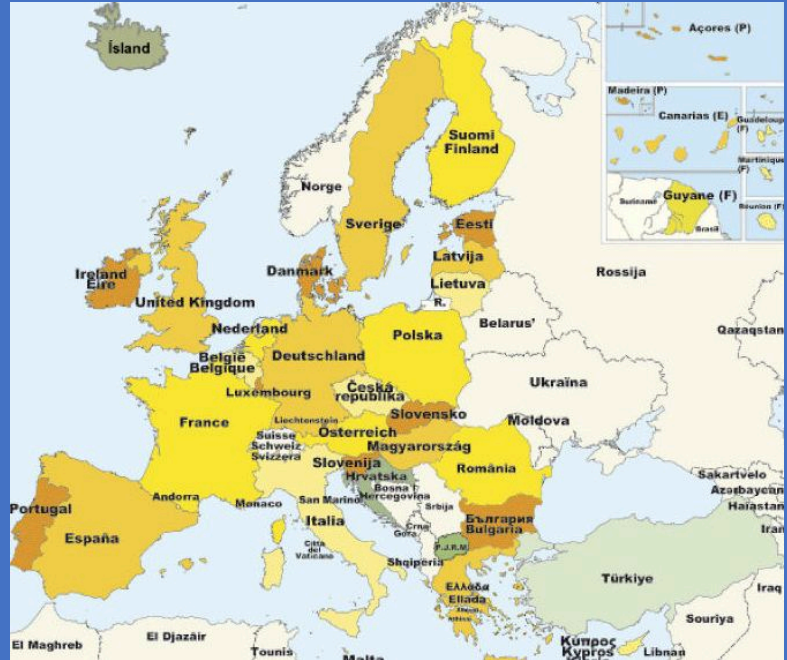 Ísland
Açores (P)
Madeira (P)
Canarias (E)
Guadeloup
(F)
Martinique
(F)
Guyane (F)
Suriname
Brasil
Réunion (F)
Suomi
Finland
Norge
Sverige
Eesti
Latvija
Lietuva
R.
Danmark
Rossija
Ireland
Éire
United Kingdom
Nederland
Polska
Belarus'
Qazaqstan
België
Belgique
Deutschland
Luxembourg
Česká
republika
Ukraïna
Slovensko
Moldova
France
Liechtenstein
Österreich
Suisse
Schweiz
Svizzera
Magyarország
Slovenija
România
Hrvatska
Bosna i
Hercegovina
Sakartvelo
Azərbaycan
Haiastan
Iran
Andorra
Monaco
San Marino
Srbija
Portugal
España
Italia
Città
del
Vaticano
Crna
Gora
България
Bulgaria
P.J.R.M.
Shqipëria
Türkiye
Iraq
Ελλάδα
Ellada
El Maghreb
El Djazâir
Tounis
Malta
Κύπρος
Kypros
Souriya
Libnan